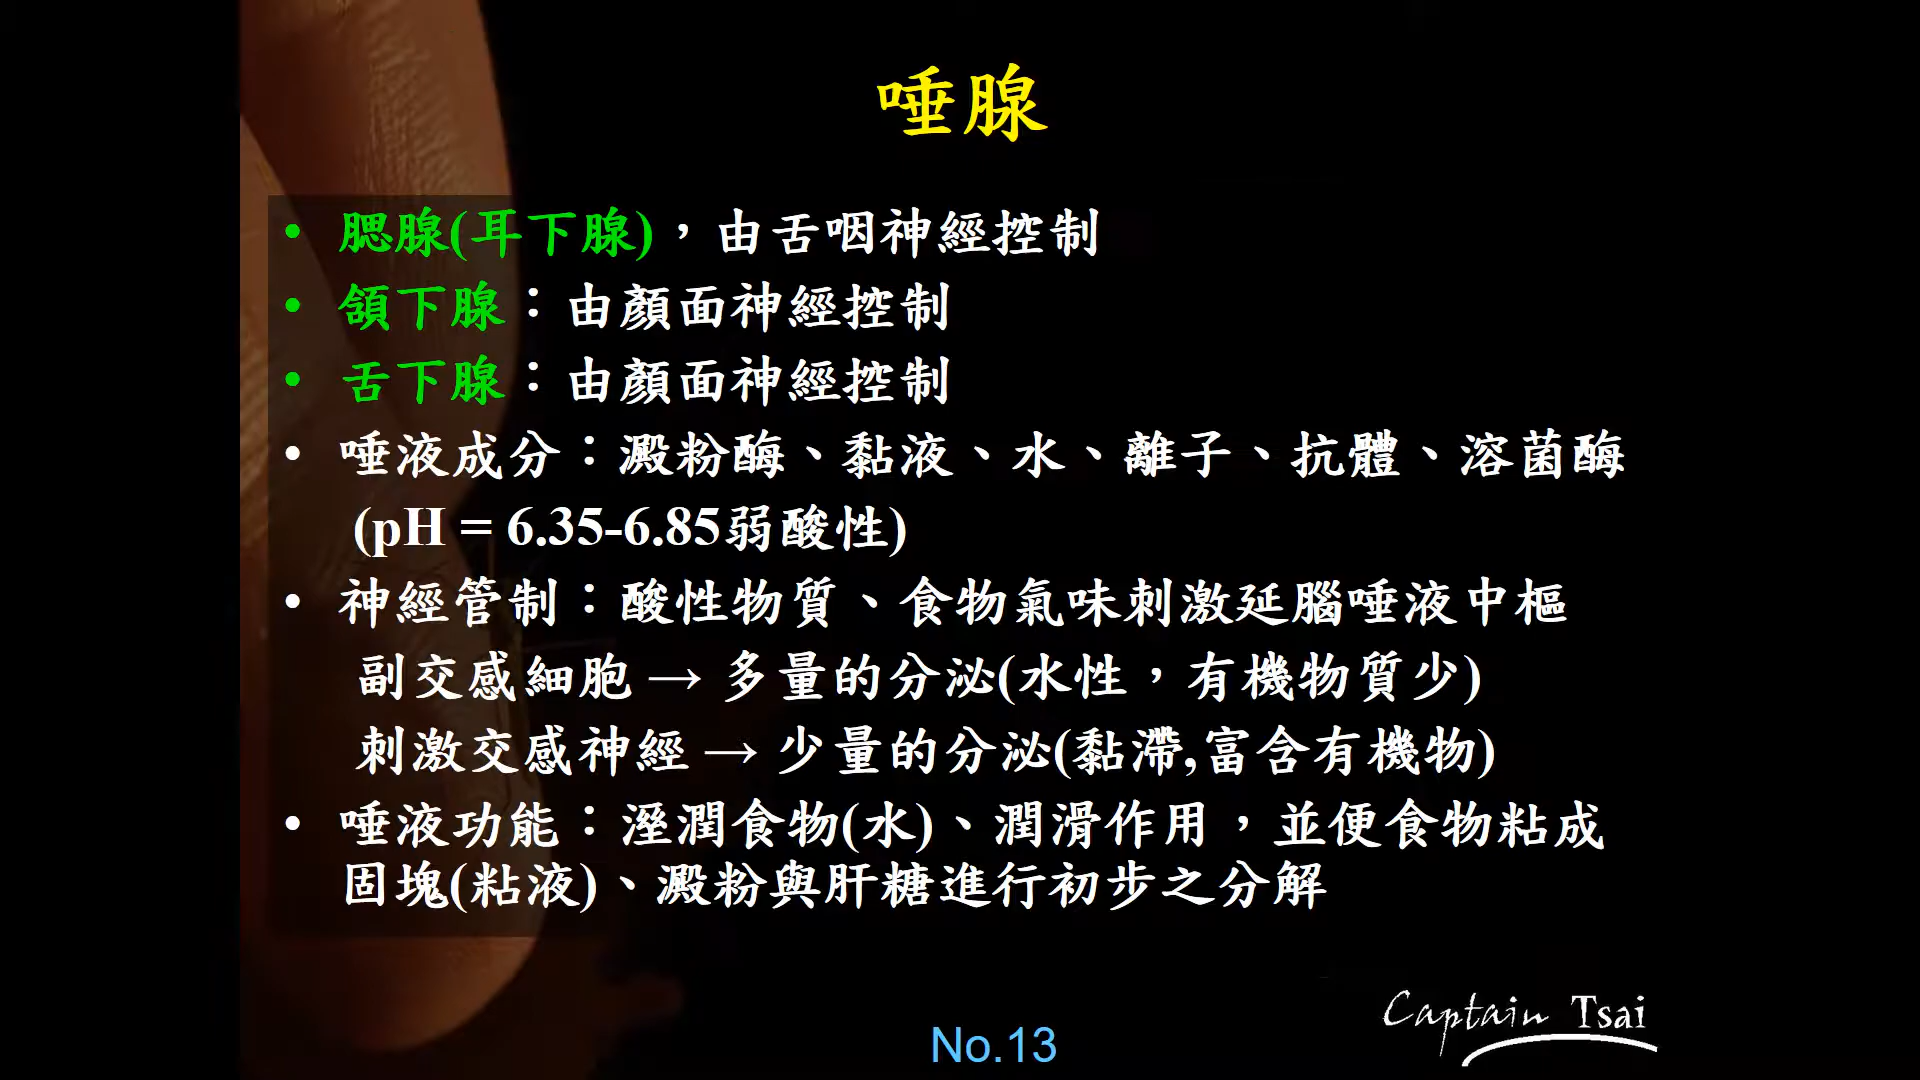 唾腺
• 腮腺(耳下腺)，由舌咽神經控制
• 頷下腺：由顏面神經控制
• 舌下腺：由顏面神經控制
• 唾液成分：澱粉酶、黏液、水、離子、抗體、溶菌酶
(pH = 6.35-6.85弱酸性)
• 神經管制：酸性物質、食物氣味刺激延腦唾液中樞
副交感細胞 → 多量的分泌(水性，有機物質少)
刺激交感神經 → 少量的分泌(黏滯,富含有機物)
• 唾液功能：溼潤食物(水)、潤滑作用，並便食物粘成
固塊(粘液)、澱粉與肝糖進行初步之分解
Captain Tsai
No.13